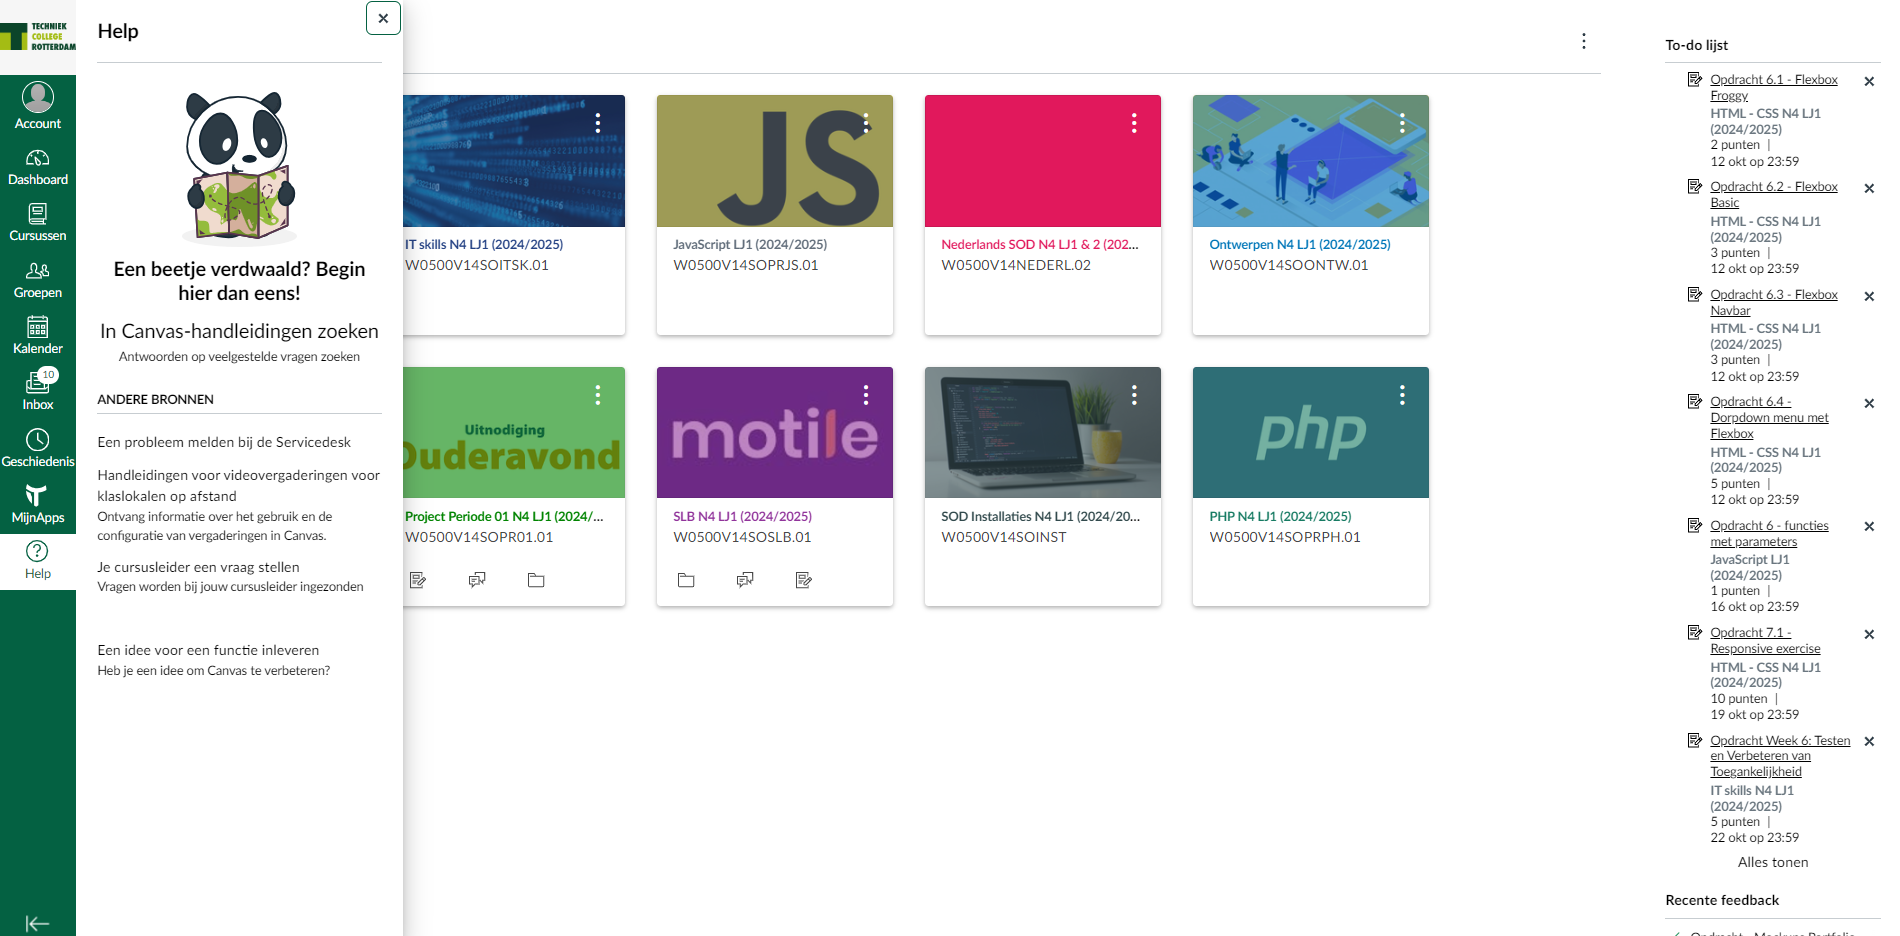 TECHNIEK
COLLEGE
ROTTERDAM
Account
Dashboard
Cursussen
Groepen
Kalender
10
Inbox
Geschiedenis
MijnApps
Help
Help
Een beetje verdwaald? Begin
hier dan eens!
In Canvas-handleidingen zoeken
Antwoorden op veelgestelde vragen zoeken
ANDERE BRONNEN
Een probleem melden bij de Servicedesk
Handleidingen voor videovergaderingen voor
klaslokalen op afstand
Ontvang informatie over het gebruik en de
configuratie van vergaderingen in Canvas.
Je cursusleider een vraag stellen
Vragen worden bij jouw cursusleider ingezonden
Een idee voor een functie inleveren
Heb je een idee om Canvas te verbeteren?
IT skills N4 LJ1 (2024/2025)
W0500V14SOITSK.01
JS
JavaScript LJ1 (2024/2025)
W0500V14SOPRJS.01
Nederlands SOD N4 LJ1 & 2 (202...
W0500V14NEDERL.02
Ontwerpen N4 LJ1 (2024/2025)
W0500V14SOONTW.01
Uitnodiging
Ouderavond
Project Periode 01 N4 LJ1 (2024/...
W0500V14SOPR01.01
motile
SLB N4 LJ1 (2024/2025)
W0500V14SOSLB.01
SOD Installaties N4 LJ1 (2024/20...
W0500V14SOINST
php
PHP N4 LJ1 (2024/2025)
W0500V14SOPRPH.01
To-do lijst
Opdracht 6.1 - Flexbox
Froggy
HTML - CSS N4 LJ1
(2024/2025)
2 punten |
12 okt op 23:59
Opdracht 6.2 - Flexbox
Basic
HTML - CSS N4 LJ1
(2024/2025)
3 punten |
12 okt op 23:59
Opdracht 6.3 - Flexbox
Navbar
HTML - CSS N4 LJ1
(2024/2025)
3 punten |
12 okt op 23:59
Opdracht 6.4 -
Dorpdown menu met
Flexbox
HTML - CSS N4 LJ1
(2024/2025)
5 punten |
12 okt op 23:59
Opdracht 6 - functies
met parameters
JavaScript LJ1
(2024/2025)
1 punten |
16 okt op 23:59
Opdracht 7.1 -
Responsive exercise
HTML - CSS N4 LJ1
(2024/2025)
10 punten |
19 okt op 23:59
Opdracht Week 6: Testen
en Verbeteren van
Toegankelijkheid
IT skills N4 LJ1
(2024/2025)
5 punten |
22 okt op 23:59
Alles tonen
Recente feedback